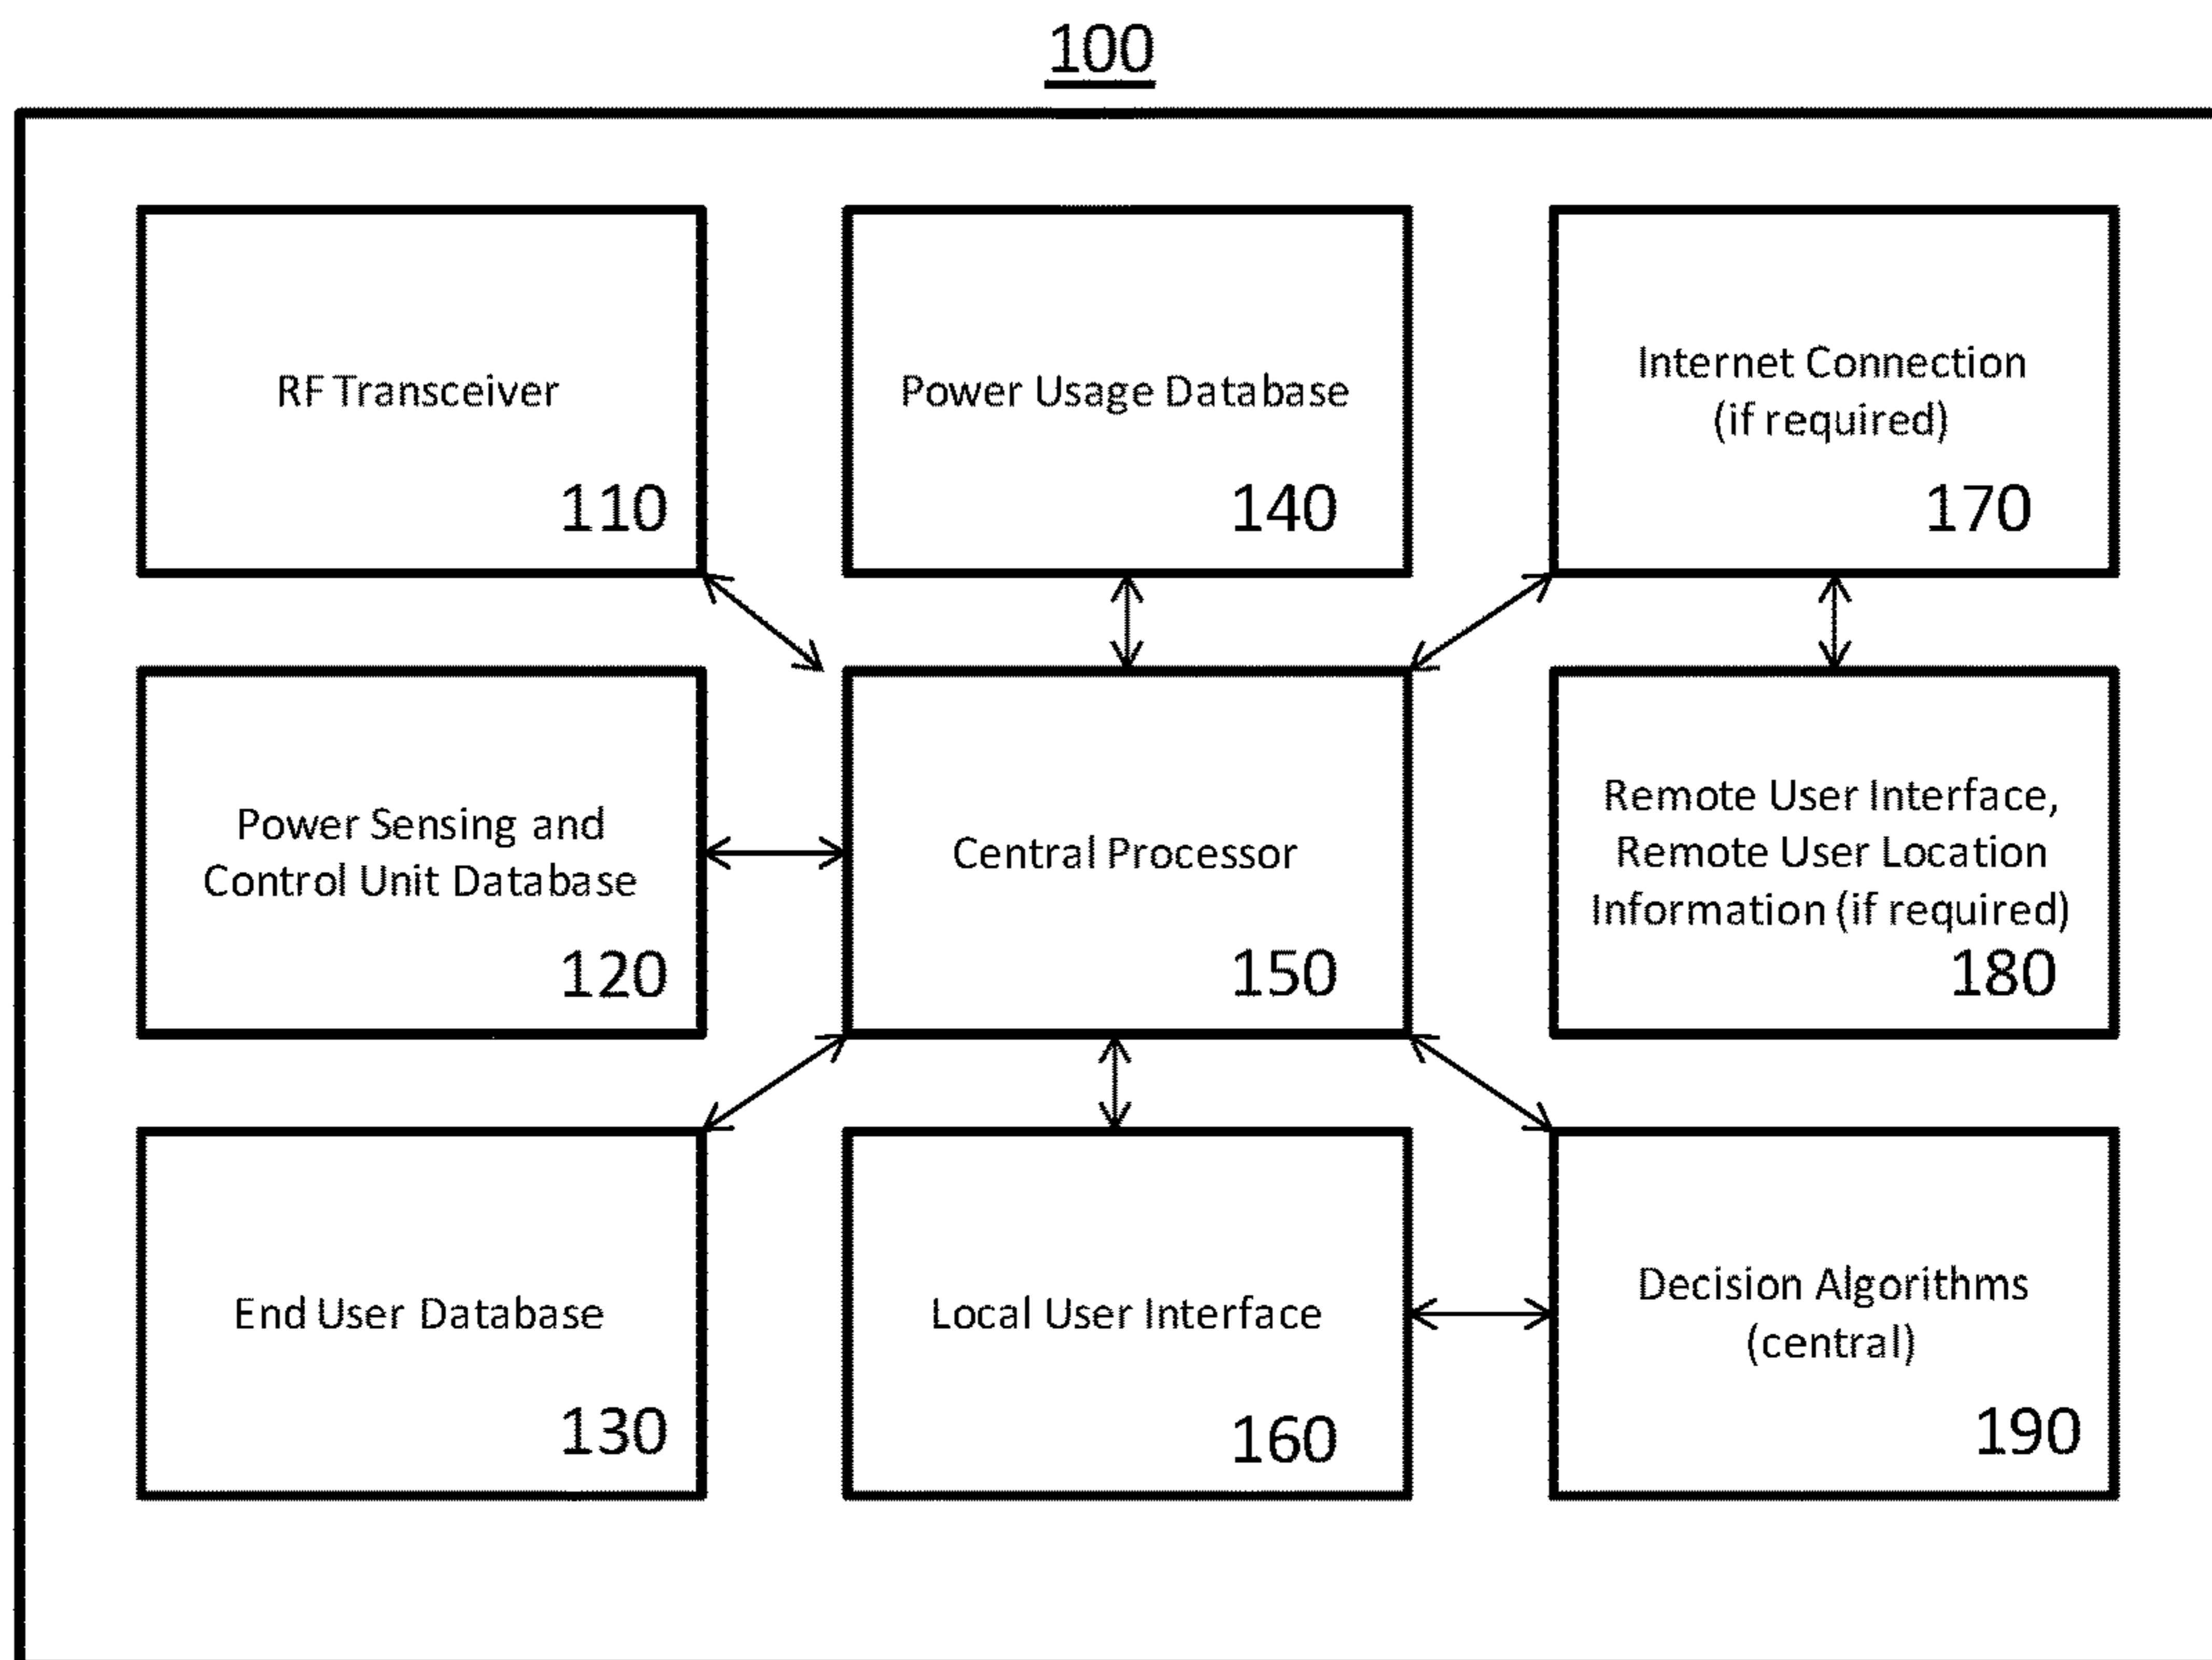 100
RF Transceiver
110
Power Usage Database
140
Internet Connection
(if required)
170
Power Sensing and
Control Unit Database
120
Central Processor
150
Remote User Interface,
Remote User Location
Information (if required)
180
End User Database
130
Local User Interface
160
Decision Algorithms
(central)
190